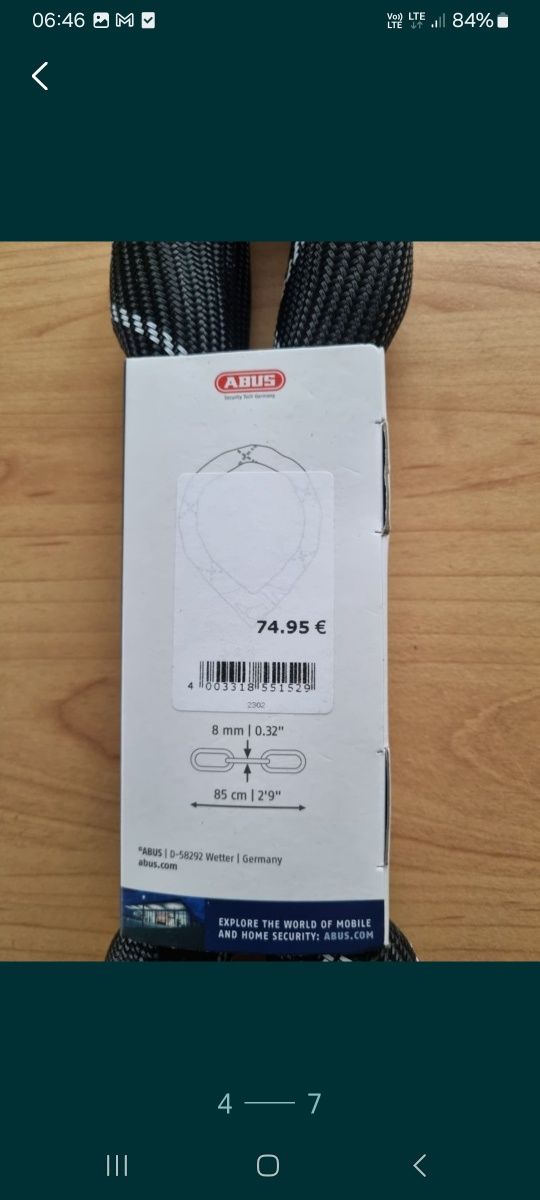 06:46
Vo))
LTE
LTE
84%
ABUS
Security Tech Germany
74.95 €
4 003318 551529
2302
8 mm | 0.32"
85 cm | 2'9"
®ABUS | D-58292 Wetter | Germany
abus.com
EXPLORE THE WORLD OF MOBILE
AND HOME SECURITY: ABUS.COM
4 — 7